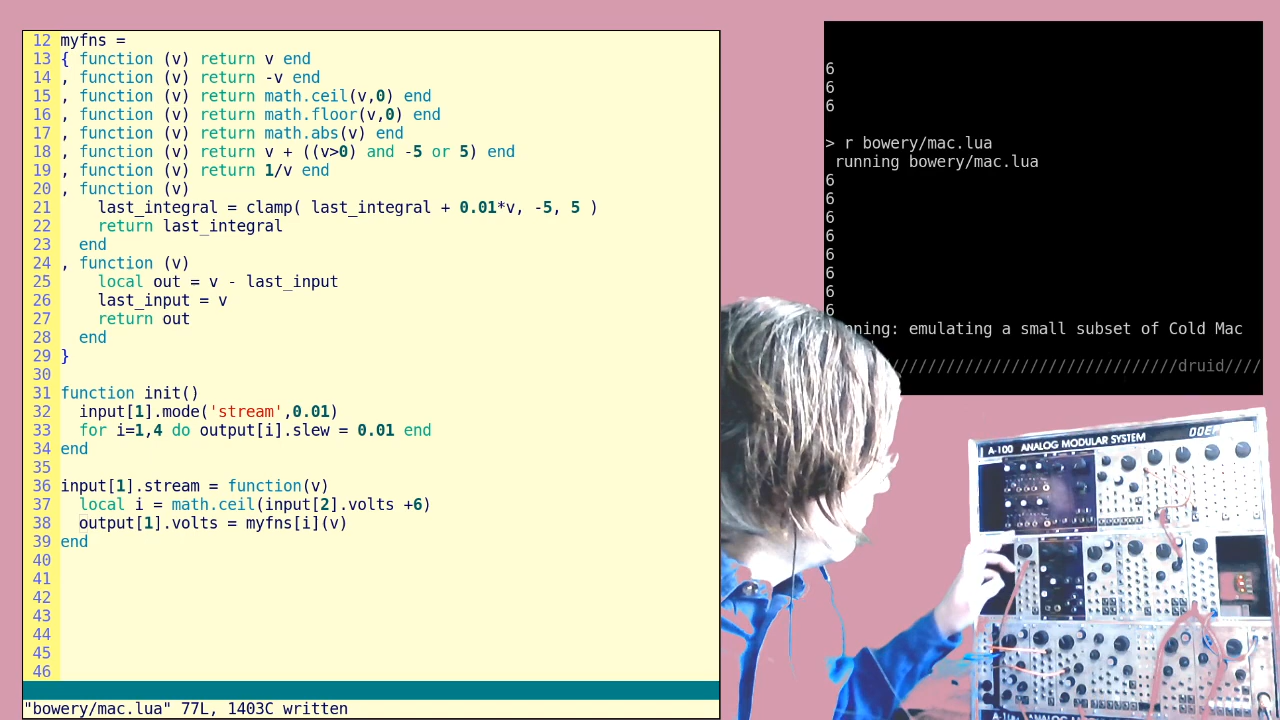 12 myfns =
13 { function (v) return v end
14 , function (v) return -v end
15 , function (v) return math.ceil(v,0) end
16 , function (v) return math.floor(v,0) end
17 , function (v) return math.abs(v) end
18 , function (v) return v + ((v>0) and -5 or 5) end
19 , function (v) return 1/v end
20 , function (v)
21     last_integral = clamp( last_integral + 0.01*v, -5, 5 )
22     return last_integral
23   end
24 , function (v)
25     local out = v - last_input
26     last_input = v
27     return out
28   end
29 }
30
31 function init()
32   input[1].mode('stream',0.01)
33   for i=1,4 do output[i].slew = 0.01 end
34 end
35
36 input[1].stream = function(v)
37   local i = math.ceil(input[2].volts +6)
38   output[1].volts = myfns[i](v)
39 end
40
41
42
43
44
45
46
"bowery/mac.lua" 77L, 1403C written
6
6
6
> r bowery/mac.lua
running bowery/mac.lua
6
6
6
6
6
6
6
6
emulating a small subset of Cold Mac
///////////////////////////////druid////
A-100 ANALOG MODULAR SYSTEM